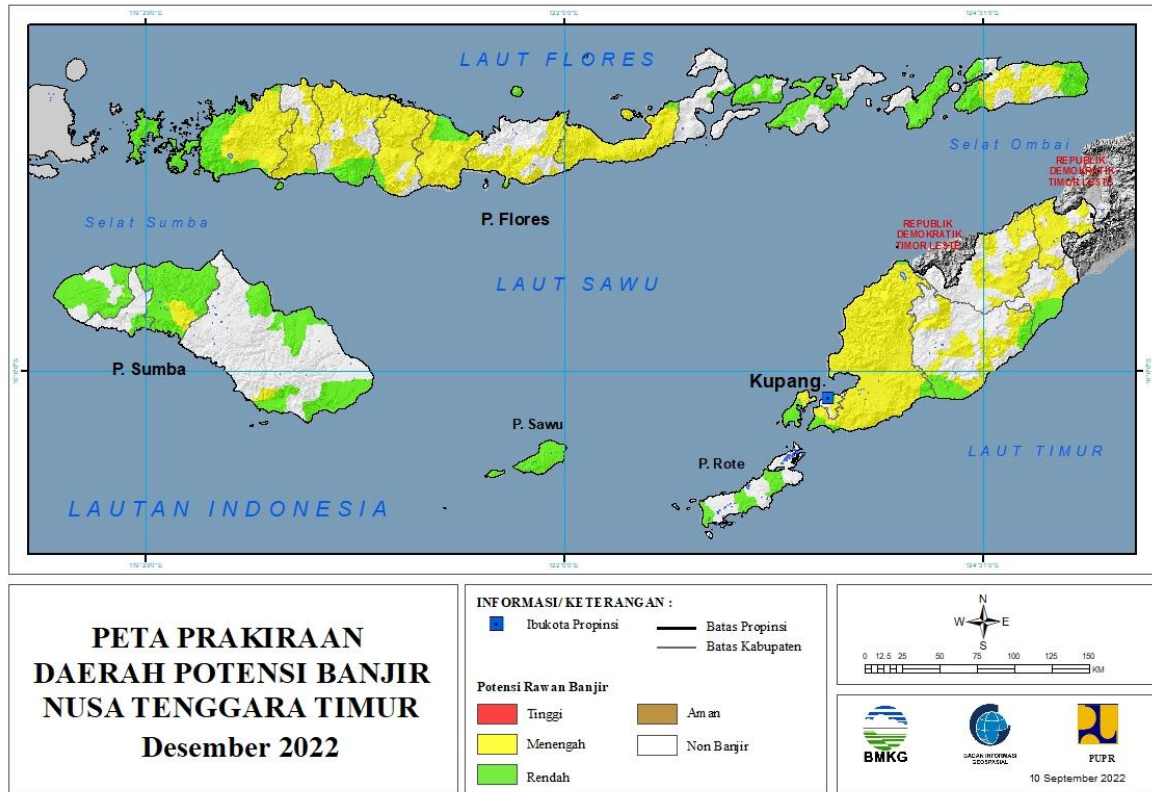 LAUT FLORES
Selat Ombai
REPUBLIK
DEMOKRATIK
TIMOR LESTE
P. Flores
Selat Sumba
REPUBLIK
DEMOKRATIK
TIMOR LESTE
LAUT SAWU
P. Sumba
Kupang
P. Sawu
P. Rote
LAUT TIMUR
LAUTAN INDONESIA
PETA PRAKIRAAN
DAERAH POTENSI BANJIR
NUSA TENGGARA TIMUR
Desember 2022
INFORMASI/KETERANGAN :
Ibukota Propinsi
Batas Propinsi
Batas Kabupaten
Potensi Rawan Banjir
Tinggi
Aman
Menengah
Non Banjir
Rendah
N
W E
S
0 12.5 25 50 75 100 125 150
KM
BMKG
BADAN INFORMASI
GEOSPASIAL
PUPR
10 September 2022